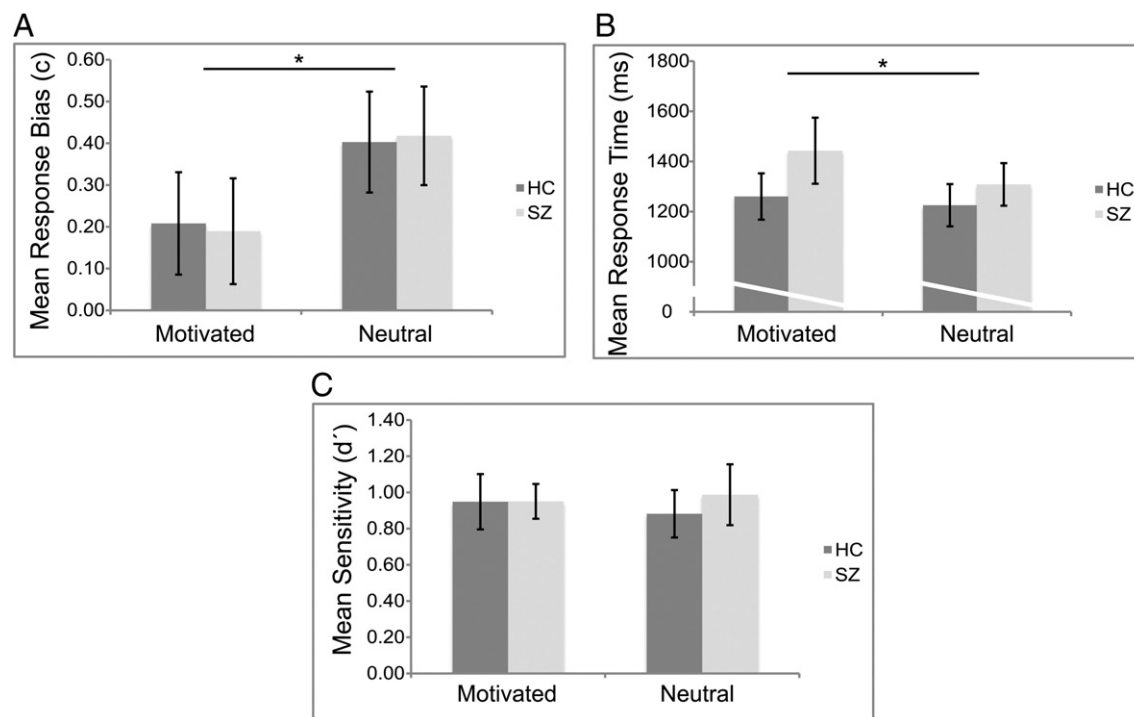 A
Mean Response Bias (c)
0.60
0.50
0.40
0.30
0.20
0.10
0.00
*
Motivated
Neutral
HC
SZ
B
Mean Response Time (ms)
1800
1600
1400
1200
1000
0
*
Motivated
Neutral
HC
SZ
C
Mean Sensitivity (d´)
1.40
1.20
1.00
0.80
0.60
0.40
0.20
0.00
Motivated
Neutral
HC
SZ